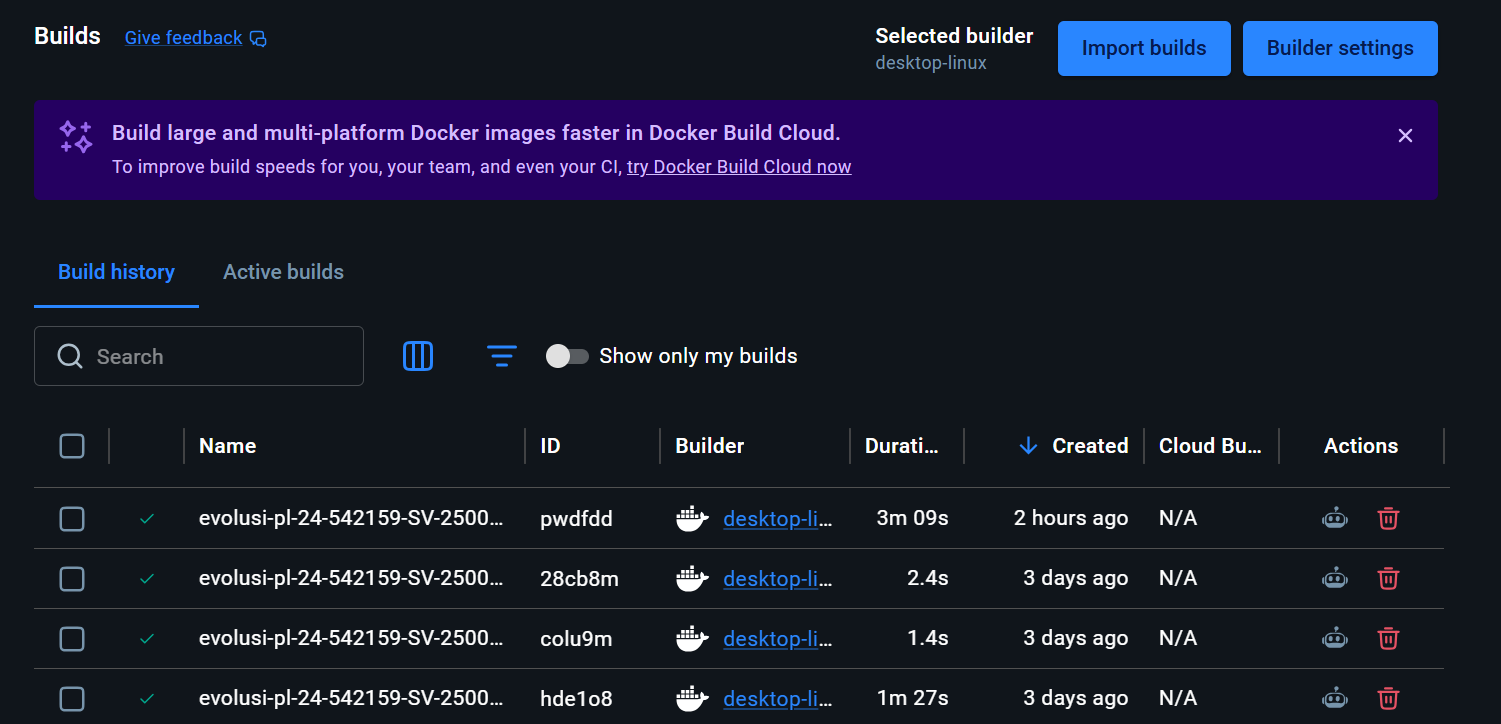 Builds Give feedback
Selected builder
desktop-linux
Import builds
Builder settings
Build large and multi-platform Docker images faster in Docker Build Cloud.
To improve build speeds for you, your team, and even your CI, try Docker Build Cloud now
Build history Active builds
Search
Show only my builds
Name ID Builder Durati... Created Cloud Bu... Actions
evolusi-pl-24-542159-SV-2500... pwdfdd desktop-li... 3m 09s 2 hours ago N/A
evolusi-pl-24-542159-SV-2500... 28cb8m desktop-li... 2.4s 3 days ago N/A
evolusi-pl-24-542159-SV-2500... colu9m desktop-li... 1.4s 3 days ago N/A
evolusi-pl-24-542159-SV-2500... hde1o8 desktop-li... 1m 27s 3 days ago N/A